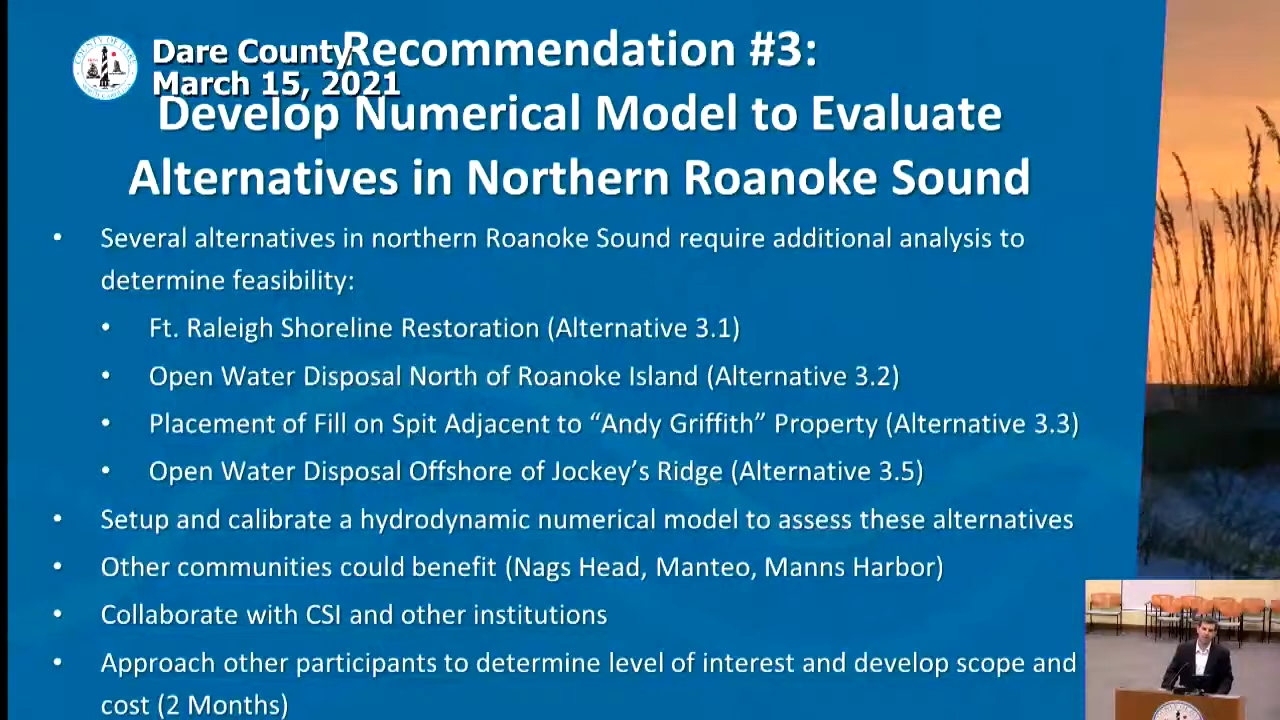 Dare County
March 15, 2021
Recommendation #3:
Develop Numerical Model to Evaluate
Alternatives in Northern Roanoke Sound
• Several alternatives in northern Roanoke Sound require additional analysis to
determine feasibility:
• Ft. Raleigh Shoreline Restoration (Alternative 3.1)
• Open Water Disposal North of Roanoke Island (Alternative 3.2)
• Placement of Fill on Spit Adjacent to “Andy Griffith” Property (Alternative 3.3)
• Open Water Disposal Offshore of Jockey’s Ridge (Alternative 3.5)
• Setup and calibrate a hydrodynamic numerical model to assess these alternatives
• Other communities could benefit (Nags Head, Manteo, Manns Harbor)
• Collaborate with CSI and other institutions
• Approach other participants to determine level of interest and develop scope and
cost (2 Months)